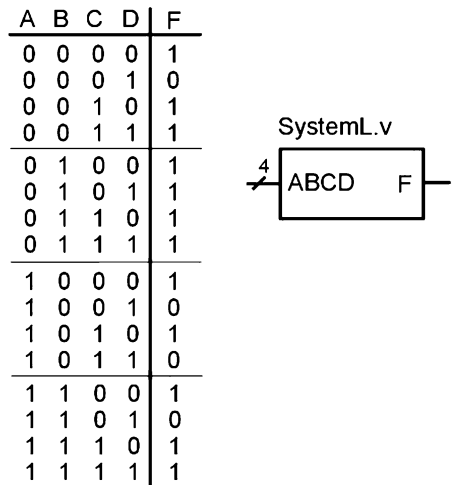 A B C D F
0 0 0 0 1
0 0 0 1 0
0 0 1 0 1
0 0 1 1 1
0 1 0 0 1
0 1 0 1 1
0 1 1 0 1
0 1 1 1 1
1 0 0 0 1
1 0 0 1 0
1 0 1 0 1
1 0 1 1 0
1 1 0 0 1
1 1 0 1 0
1 1 1 0 1
1 1 1 1 1
SystemL.v
4
ABCD F